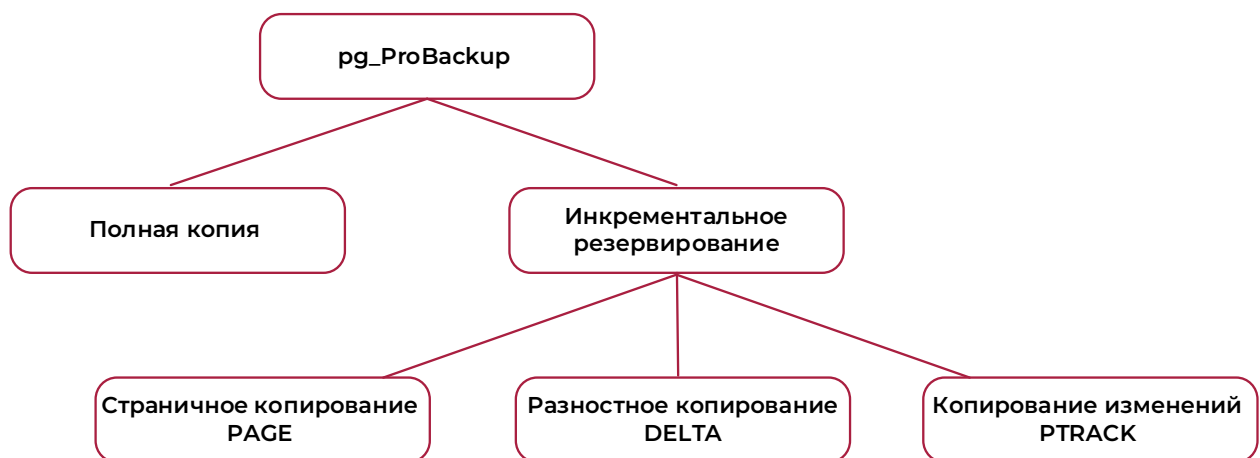 pg_ProBackup
Полная копия
Инкрементальное
резервирование
Страничное копирование
PAGE
Разностное копирование
DELTA
Копирование изменений
PTRACK